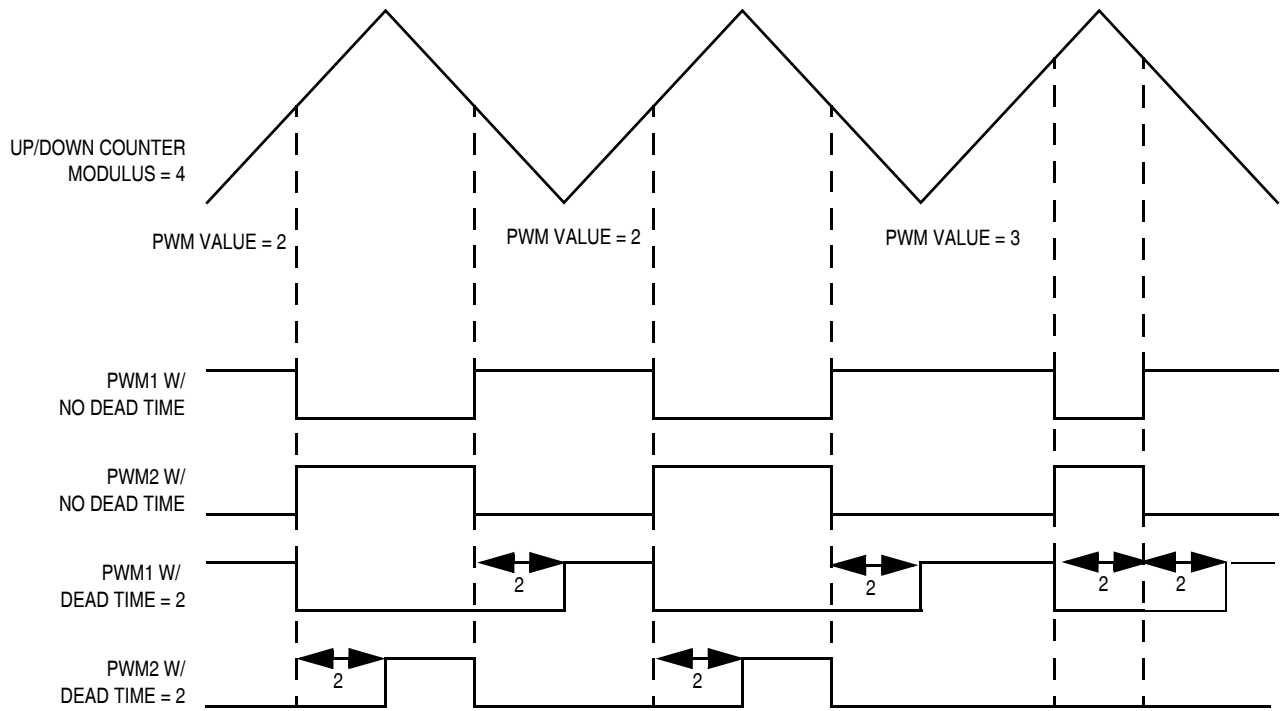 UP/DOWN COUNTER
MODULUS = 4
PWM VALUE = 2
PWM VALUE = 2
PWM VALUE = 3
PWM1 W/
NO DEAD TIME
PWM2 W/
NO DEAD TIME
PWM1 W/
DEAD TIME = 2
2
2
2
2
PWM2 W/
DEAD TIME = 2
2
2